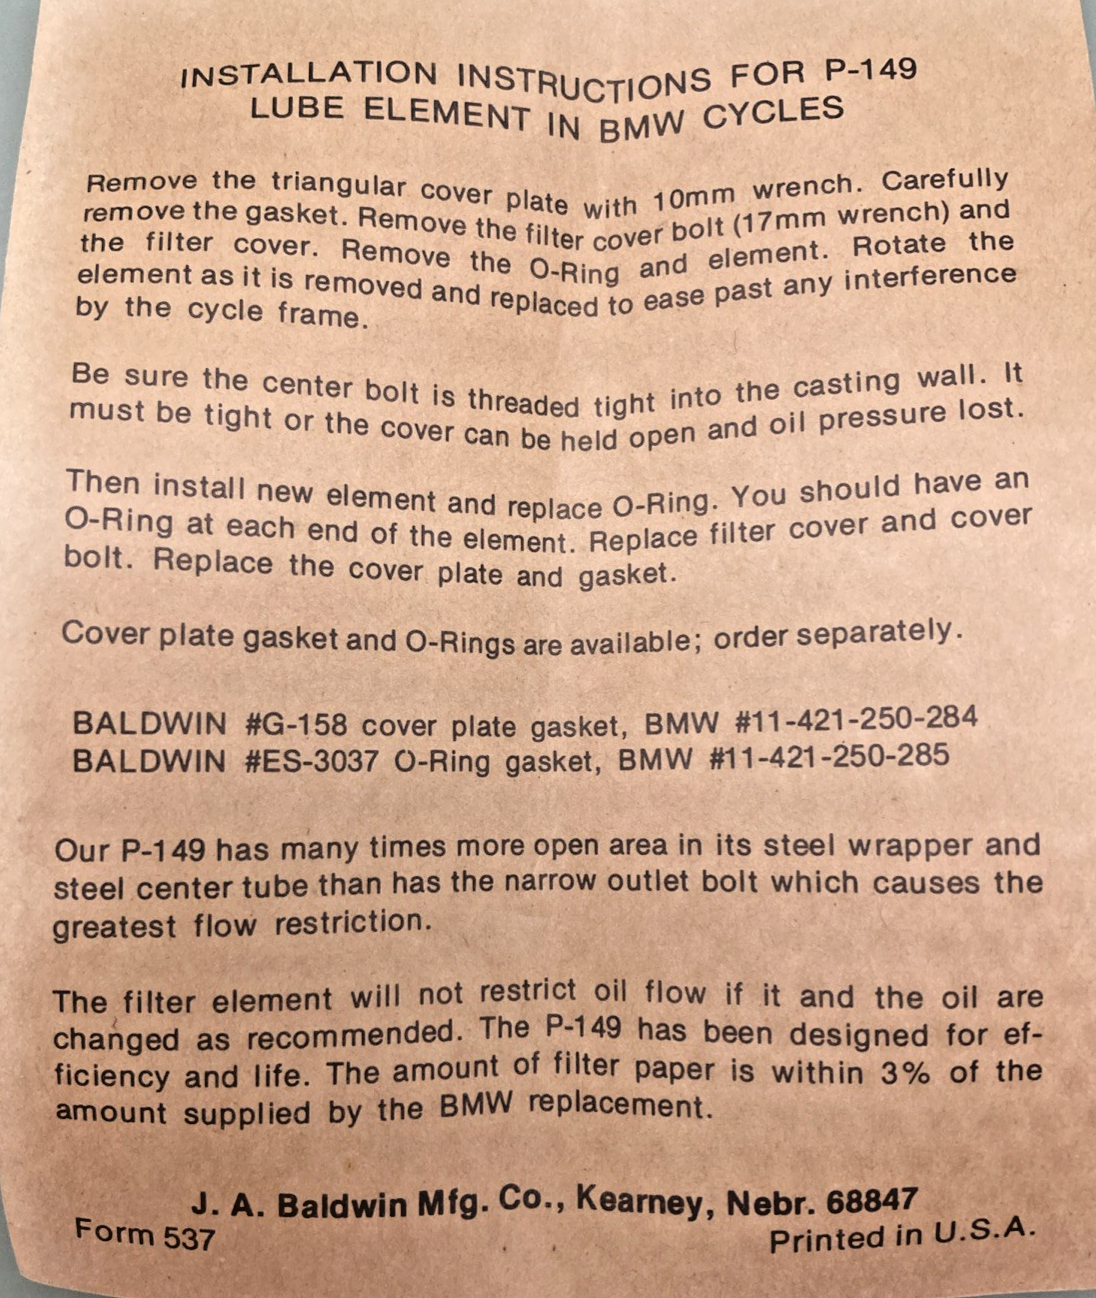 INSTALLATION INSTRUCTIONS FOR P-149
LUBE ELEMENT IN BMW CYCLES
Remove the triangular cover plate with 10mm wrench. Carefully
remove the gasket. Remove the filter cover bolt (17mm wrench) and
the filter cover. Remove the O-Ring and element. Rotate the
element as it is removed and replaced to ease past any interference
by the cycle frame.
Be sure the center bolt is threaded tight into the casting wall. It
must be tight or the cover can be held open and oil pressure lost.
Then install new element and replace O-Ring. You should have an
O-Ring at each end of the element. Replace filter cover and cover
bolt. Replace the cover plate and gasket.
Cover plate gasket and O-Rings are available; order separately.
BALDWIN #G-158 cover plate gasket, BMW #11-421-250-284
BALDWIN #ES-3037 O-Ring gasket, BMW #11-421-250-285
Our P-149 has many times more open area in its steel wrapper and
steel center tube than has the narrow outlet bolt which causes the
greatest flow restriction.
The filter element will not restrict oil flow if it and the oil are
changed as recommended. The P-149 has been designed for ef-
ficiency and life. The amount of filter paper is within 3% of the
amount supplied by the BMW replacement.
J. A. Baldwin Mfg. Co., Kearney, Nebr. 68847
Form 537 Printed in U.S.A.